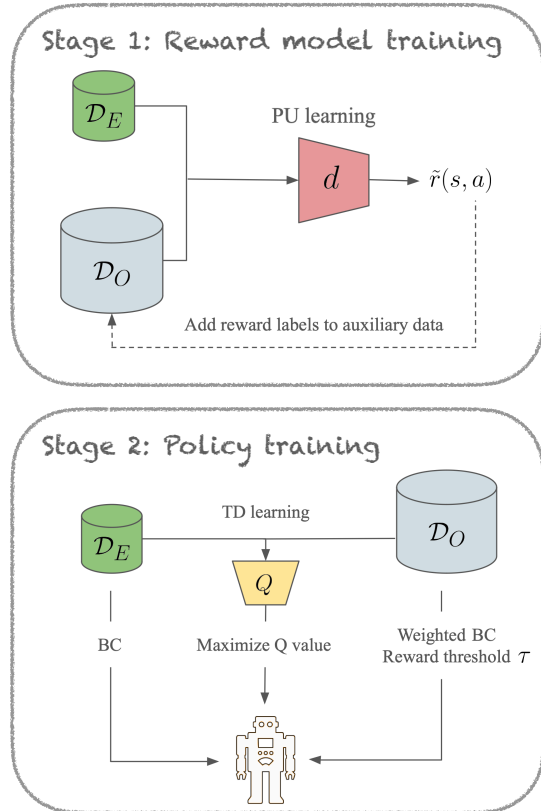 Stage 1: Reward model training
𝒟_E
PU learning
d
r̃(s, a)
𝒟_O
Add reward labels to auxiliary data
Stage 2: Policy training
TD learning
𝒟_E
𝒟_O
Q
BC
Maximize Q value
Weighted BC
Reward threshold τ